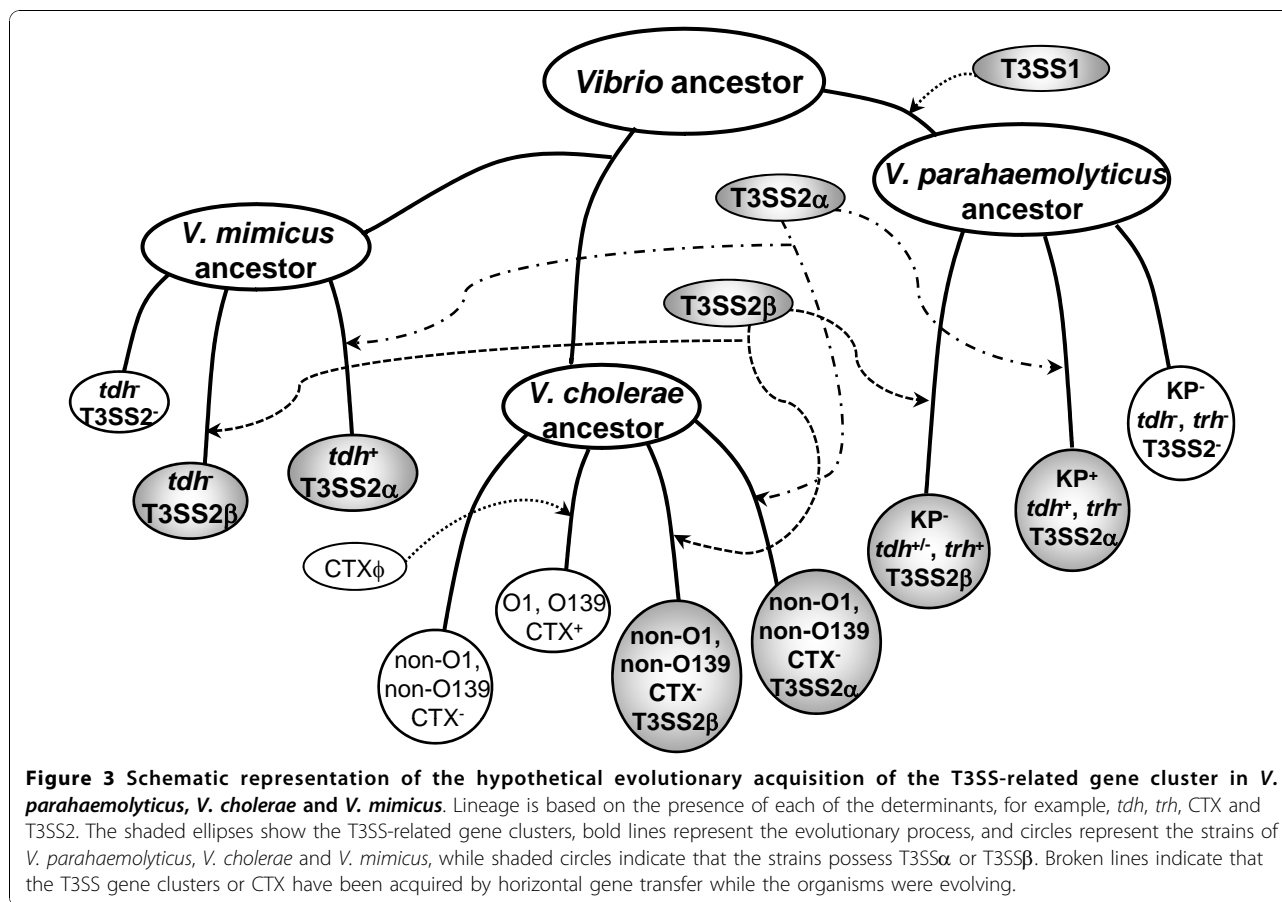 Vibrio ancestor
T3SS1
V. parahaemolyticus
ancestor
T3SS2α
V. mimicus
ancestor
T3SS2β
tdh⁻
T3SS2⁻
tdh⁻
T3SS2β
tdh⁺
T3SS2α
V. cholerae
ancestor
KP⁻
tdh⁻, trh⁻
T3SS2⁻
KP⁺
tdh⁺, trh⁻
T3SS2α
KP⁻
tdh⁺/⁻, trh⁺
T3SS2β
CTXϕ
non-O1,
non-O139
CTX⁻
O1, O139
CTX⁺
non-O1,
non-O139
CTX⁻
T3SS2β
non-O1,
non-O139
CTX⁻
T3SS2α
Figure 3 Schematic representation of the hypothetical evolutionary acquisition of the T3SS-related gene cluster in V.
parahaemolyticus, V. cholerae and V. mimicus. Lineage is based on the presence of each of the determinants, for example, tdh, trh, CTX and
T3SS2. The shaded ellipses show the T3SS-related gene clusters, bold lines represent the evolutionary process, and circles represent the strains of
V. parahaemolyticus, V. cholerae and V. mimicus, while shaded circles indicate that the strains possess T3SSα or T3SSβ. Broken lines indicate that
the T3SS gene clusters or CTX have been acquired by horizontal gene transfer while the organisms were evolving.